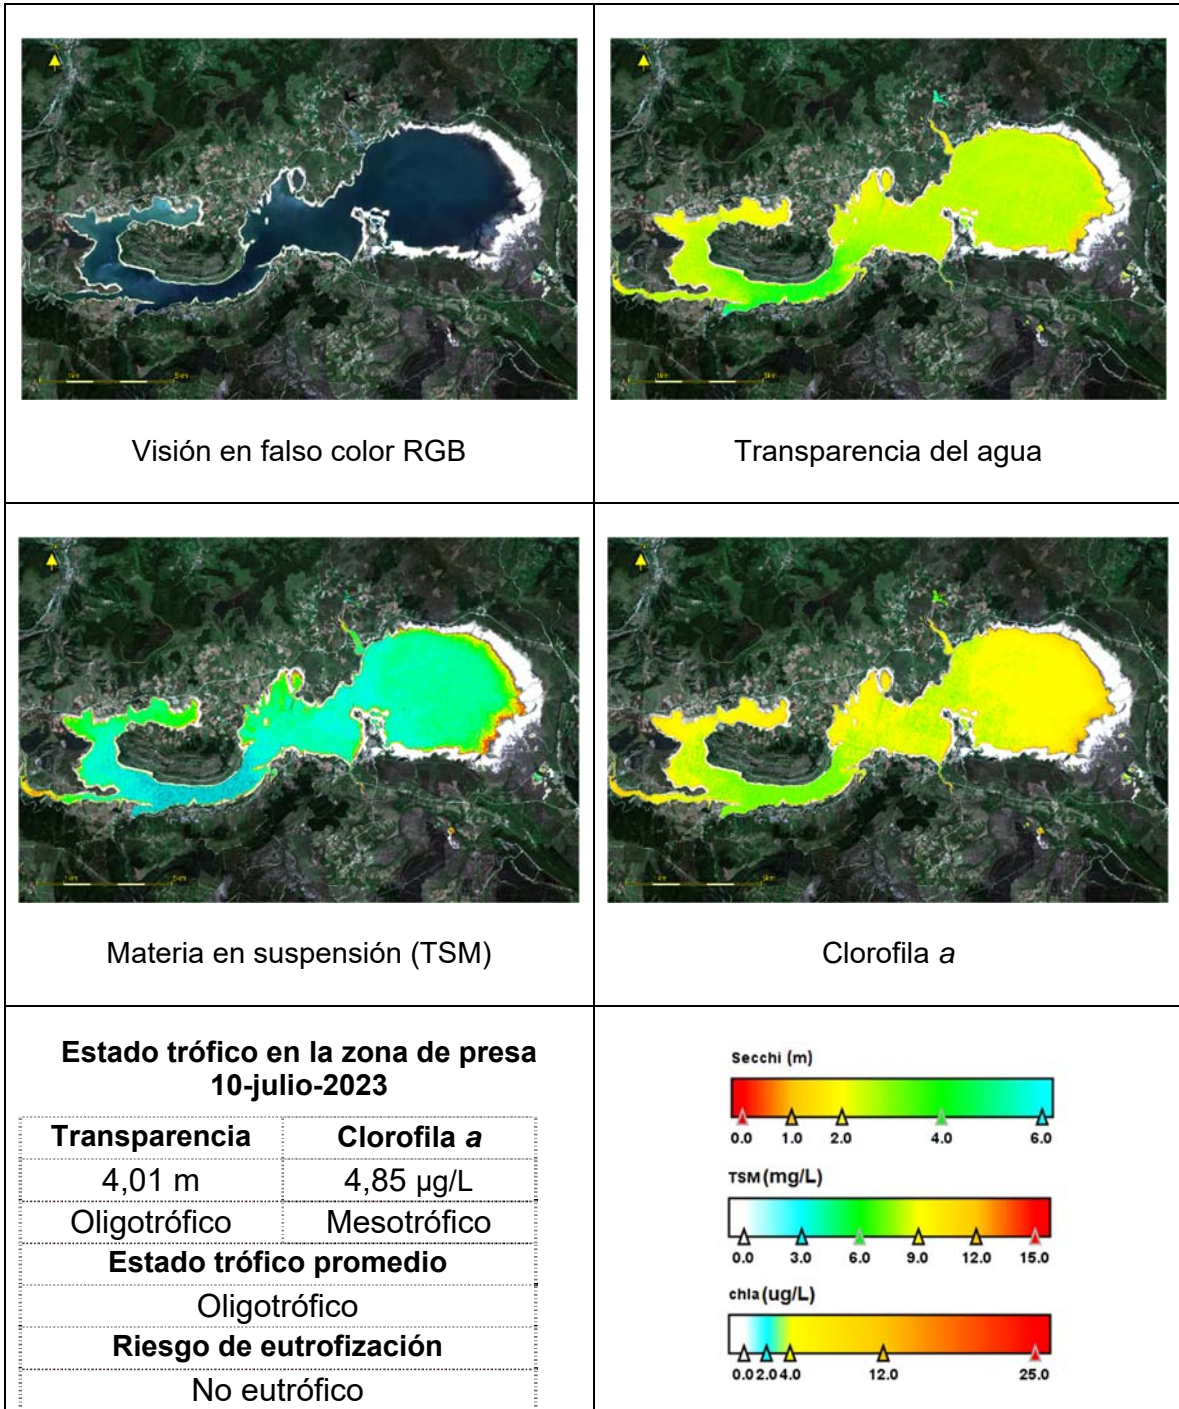 Visión en falso color RGB
Transparencia del agua
Materia en suspensión (TSM)
Clorofila a
Estado trófico en la zona de presa
10-julio-2023
Transparencia Clorofila a
4,01 m 4,85 µg/L
Oligotrófico Mesotrófico
Estado trófico promedio
Oligotrófico
Riesgo de eutrofización
No eutrófico
Secchi (m)
0.0 1.0 2.0 4.0 6.0
TSM (mg/L)
0.0 3.0 6.0 9.0 12.0 15.0
chla (ug/L)
0.0 2.0 4.0 12.0 25.0